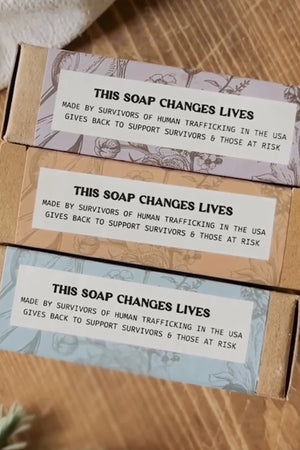 THIS SOAP CHANGES LIVES
MADE BY SURVIVORS OF HUMAN TRAFFICKING IN THE USA
GIVES BACK TO SUPPORT SURVIVORS & THOSE AT RISK
THIS SOAP CHANGES LIVES
MADE BY SURVIVORS OF HUMAN TRAFFICKING IN THE USA
GIVES BACK TO SUPPORT SURVIVORS & THOSE AT RISK
THIS SOAP CHANGES LIVES
MADE BY SURVIVORS OF HUMAN TRAFFICKING IN THE USA
GIVES BACK TO SUPPORT SURVIVORS & THOSE AT RISK